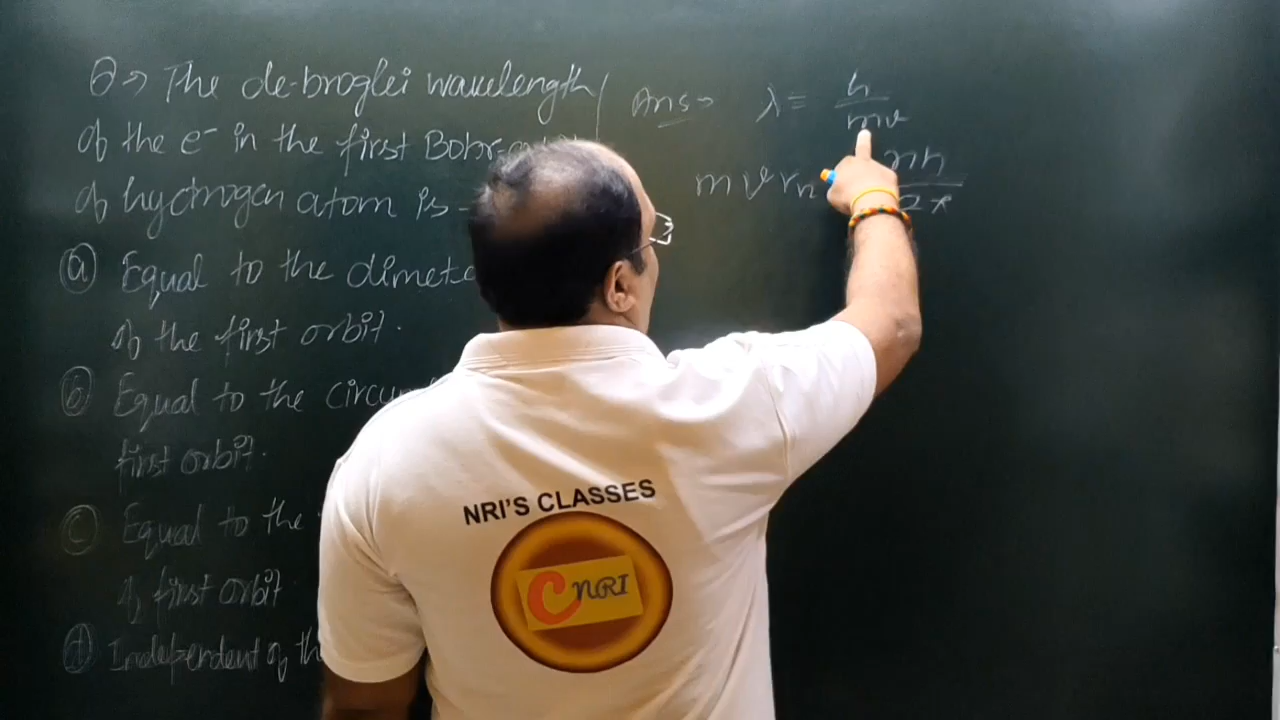 Q→ The de-broglei wavelength
of the e⁻ in the first Bohr
of hydrogen atom is-
(a) Equal to the dimete
of the first orbit.
(b) Equal to the circu
first orbit.
(c) Equal to the
of first orbit
(d) Independent of th
Ans→ λ = h/mv
m v rₙ nh/2π
NRI'S CLASSES
C NRI